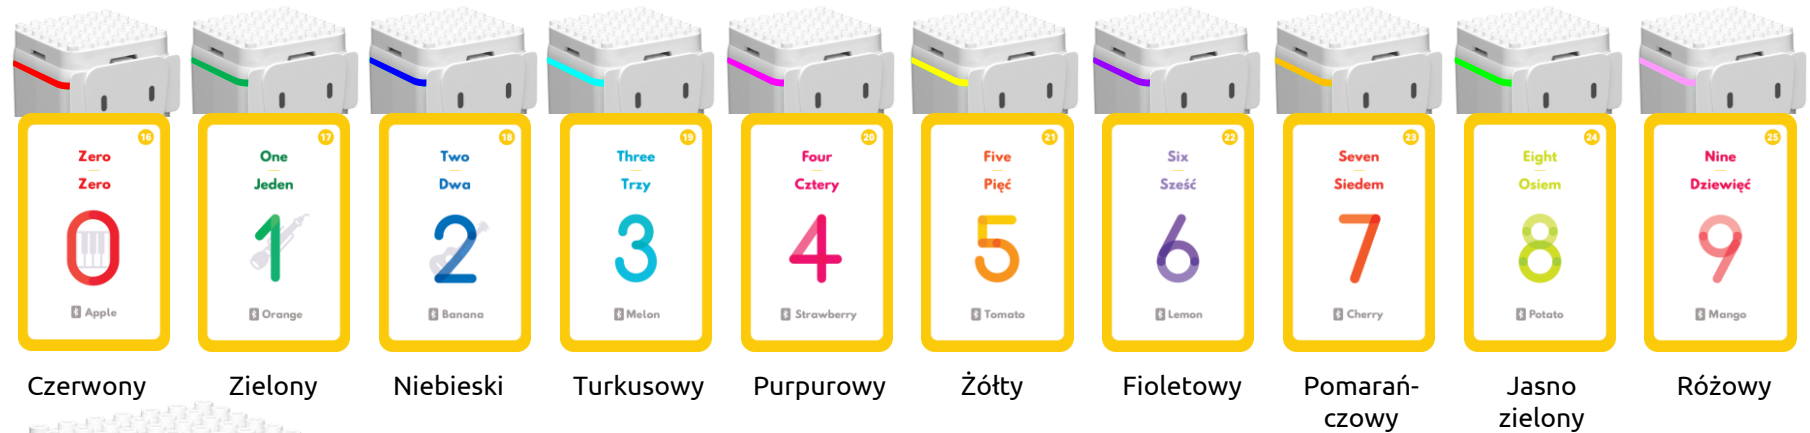 16
Zero
Zero
0
Apple
17
One
Jeden
1
Orange
18
Two
Dwa
2
Banana
19
Three
Trzy
3
Melon
20
Four
Cztery
4
Strawberry
21
Five
Pięć
5
Tomato
22
Six
Sześć
6
Lemon
23
Seven
Siedem
7
Cherry
24
Eight
Osiem
8
Potato
25
Nine
Dziewięć
9
Mango
Czerwony
Zielony
Niebieski
Turkusowy
Purpurowy
Żółty
Fioletowy
Pomarań-
czowy
Jasno
zielony
Różowy